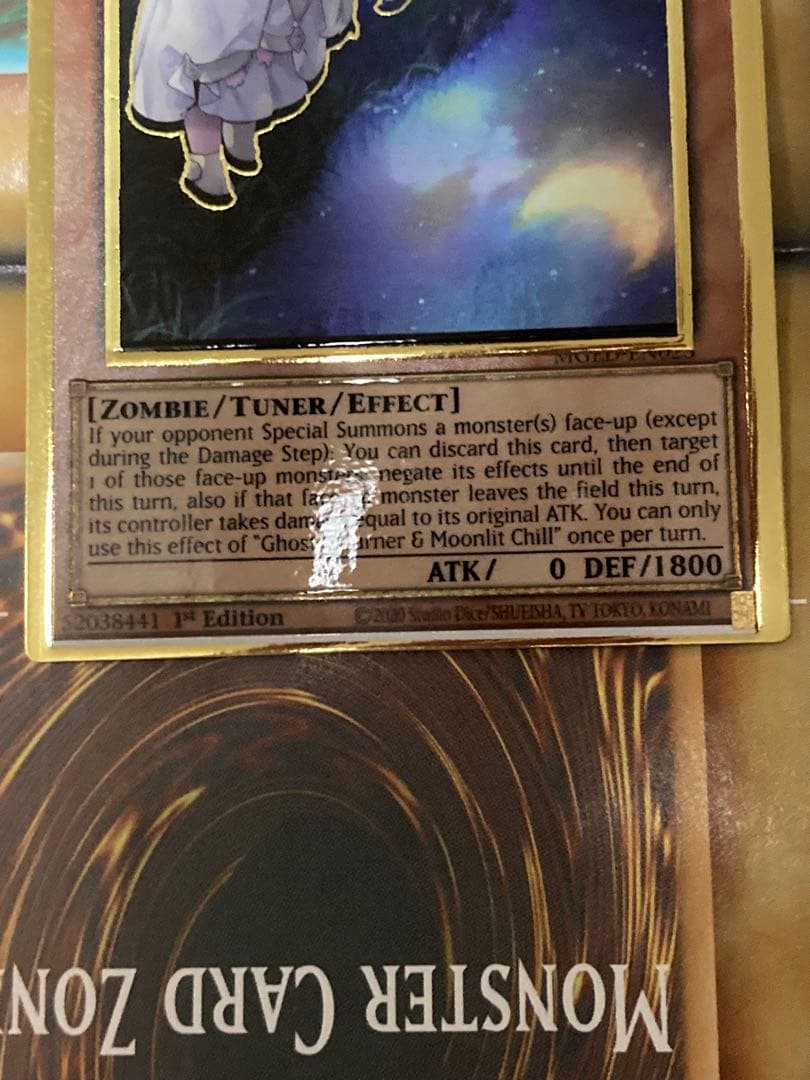 MGED-EN023
[ZOMBIE/TUNER/EFFECT]
If your opponent Special Summons a monster(s) face-up (except
during the Damage Step): You can discard this card, then target
1 of those face-up monsters; negate its effects until the end of
this turn, also if that monster leaves the field this turn,
its controller takes equal to its original ATK. You can only
use this effect of "Ghost & Moonlit Chill" once per turn.
ATK/ 0 DEF/1800
52038441 1st Edition ©2020 Studio Dice/SHUEISHA, TV TOKYO, KONAMI
MONSTER CARD ZONE